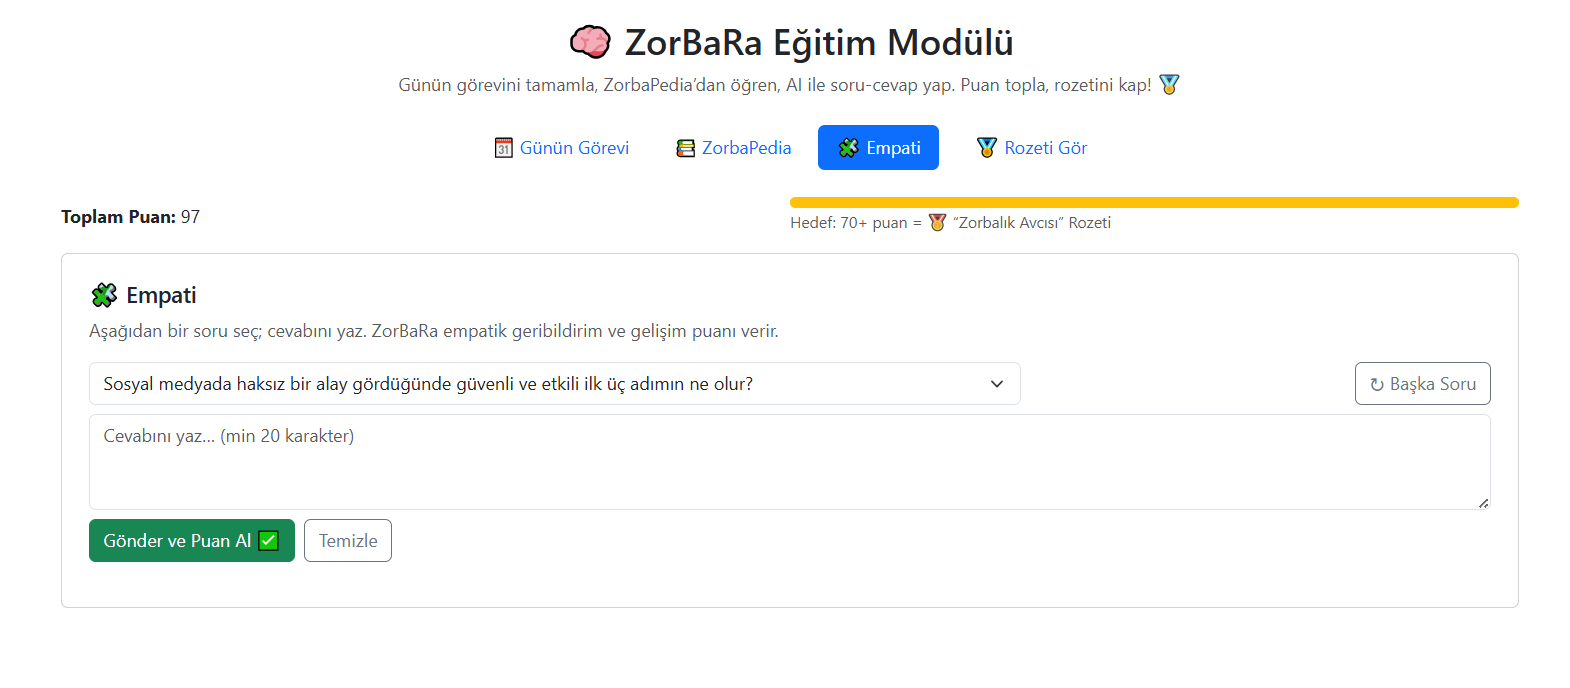 🧠 ZorBaRa Eğitim Modülü
Günün görevini tamamla, ZorbaPedia’dan öğren, AI ile soru-cevap yap. Puan topla, rozetini kap! 🏅
Günün Görevi
ZorbaPedia
Empati
Rozeti Gör
Toplam Puan: 97
Hedef: 70+ puan = 🏅 “Zorbalık Avcısı” Rozeti
🧩 Empati
Aşağıdan bir soru seç; cevabını yaz. ZorBaRa empatik geribildirim ve gelişim puanı verir.
Sosyal medyada haksız bir alay gördüğünde güvenli ve etkili ilk üç adımın ne olur?
↻ Başka Soru
Cevabını yaz... (min 20 karakter)
Gönder ve Puan Al ✅
Temizle